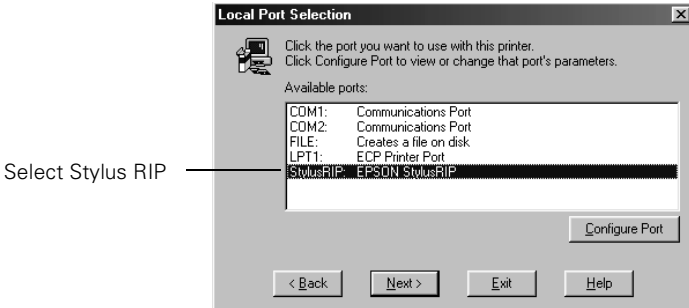 Local Port Selection
Click the port you want to use with this printer.
Click Configure Port to view or change that port's parameters.
Available ports:
COM1: Communications Port
COM2: Communications Port
FILE: Creates a file on disk
LPT1: ECP Printer Port
StylusRIP: EPSON StylusRIP
Select Stylus RIP
Configure Port
< Back Next > Exit Help